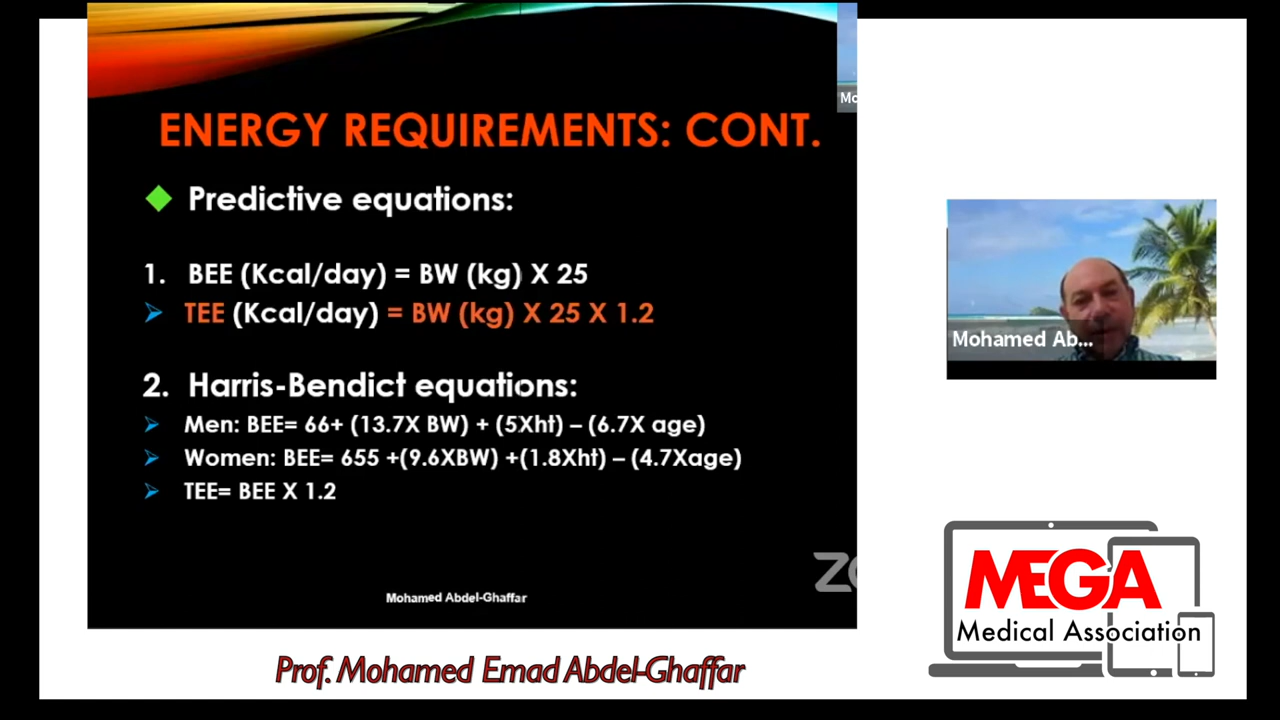 ENERGY REQUIREMENTS: CONT.
Predictive equations:
1. BEE (Kcal/day) = BW (kg) X 25
TEE (Kcal/day) = BW (kg) X 25 X 1.2
2. Harris-Bendict equations:
Men: BEE= 66+ (13.7X BW) + (5Xht) – (6.7X age)
Women: BEE= 655 +(9.6XBW) +(1.8Xht) – (4.7Xage)
TEE= BEE X 1.2
Mohamed Abdel-Ghaffar
Prof. Mohamed Emad Abdel-Ghaffar
Mohamed Ab...
MEGA
Medical Association